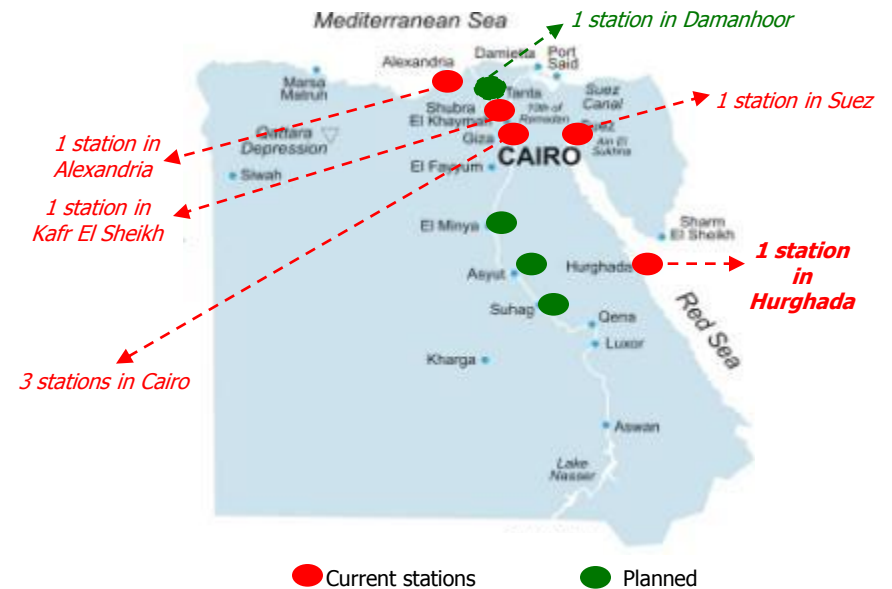 Mediterranean Sea
1 station in Damanhoor
Alexandria
Damietta
Port
Said
Marsa
Matruh
Tanta
Suez
Canal
1 station in Suez
Shubra
El Khaymah
10th of
Ramadan
Qattara
Depression
Giza
Suez
Ain El
Sukhna
1 station in
Alexandria
CAIRO
Siwah
El Fayyum
1 station in
Kafr El Sheikh
El Minya
Sharm
El Sheikh
Asyut
Hurghada
1 station
in
Hurghada
Suhag
Qena
Red Sea
Luxor
Kharga
3 stations in Cairo
Aswan
Lake
Nasser
Current stations
Planned